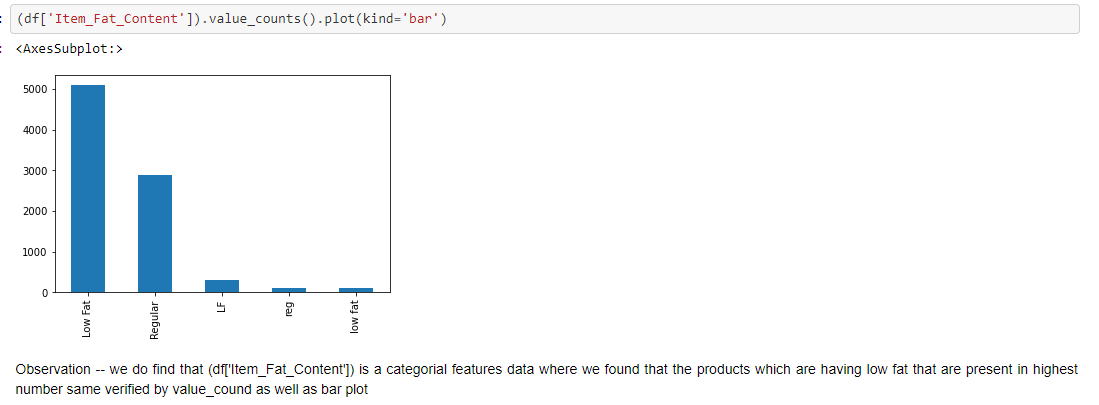 (df['Item_Fat_Content']).value_counts().plot(kind='bar')
<AxesSubplot:>
5000
4000
3000
2000
1000
0
Low Fat
Regular
LF
reg
low fat
Observation -- we do find that (df['Item_Fat_Content']) is a categorial features data where we found that the products which are having low fat that are present in highest
number same verified by value_cound as well as bar plot